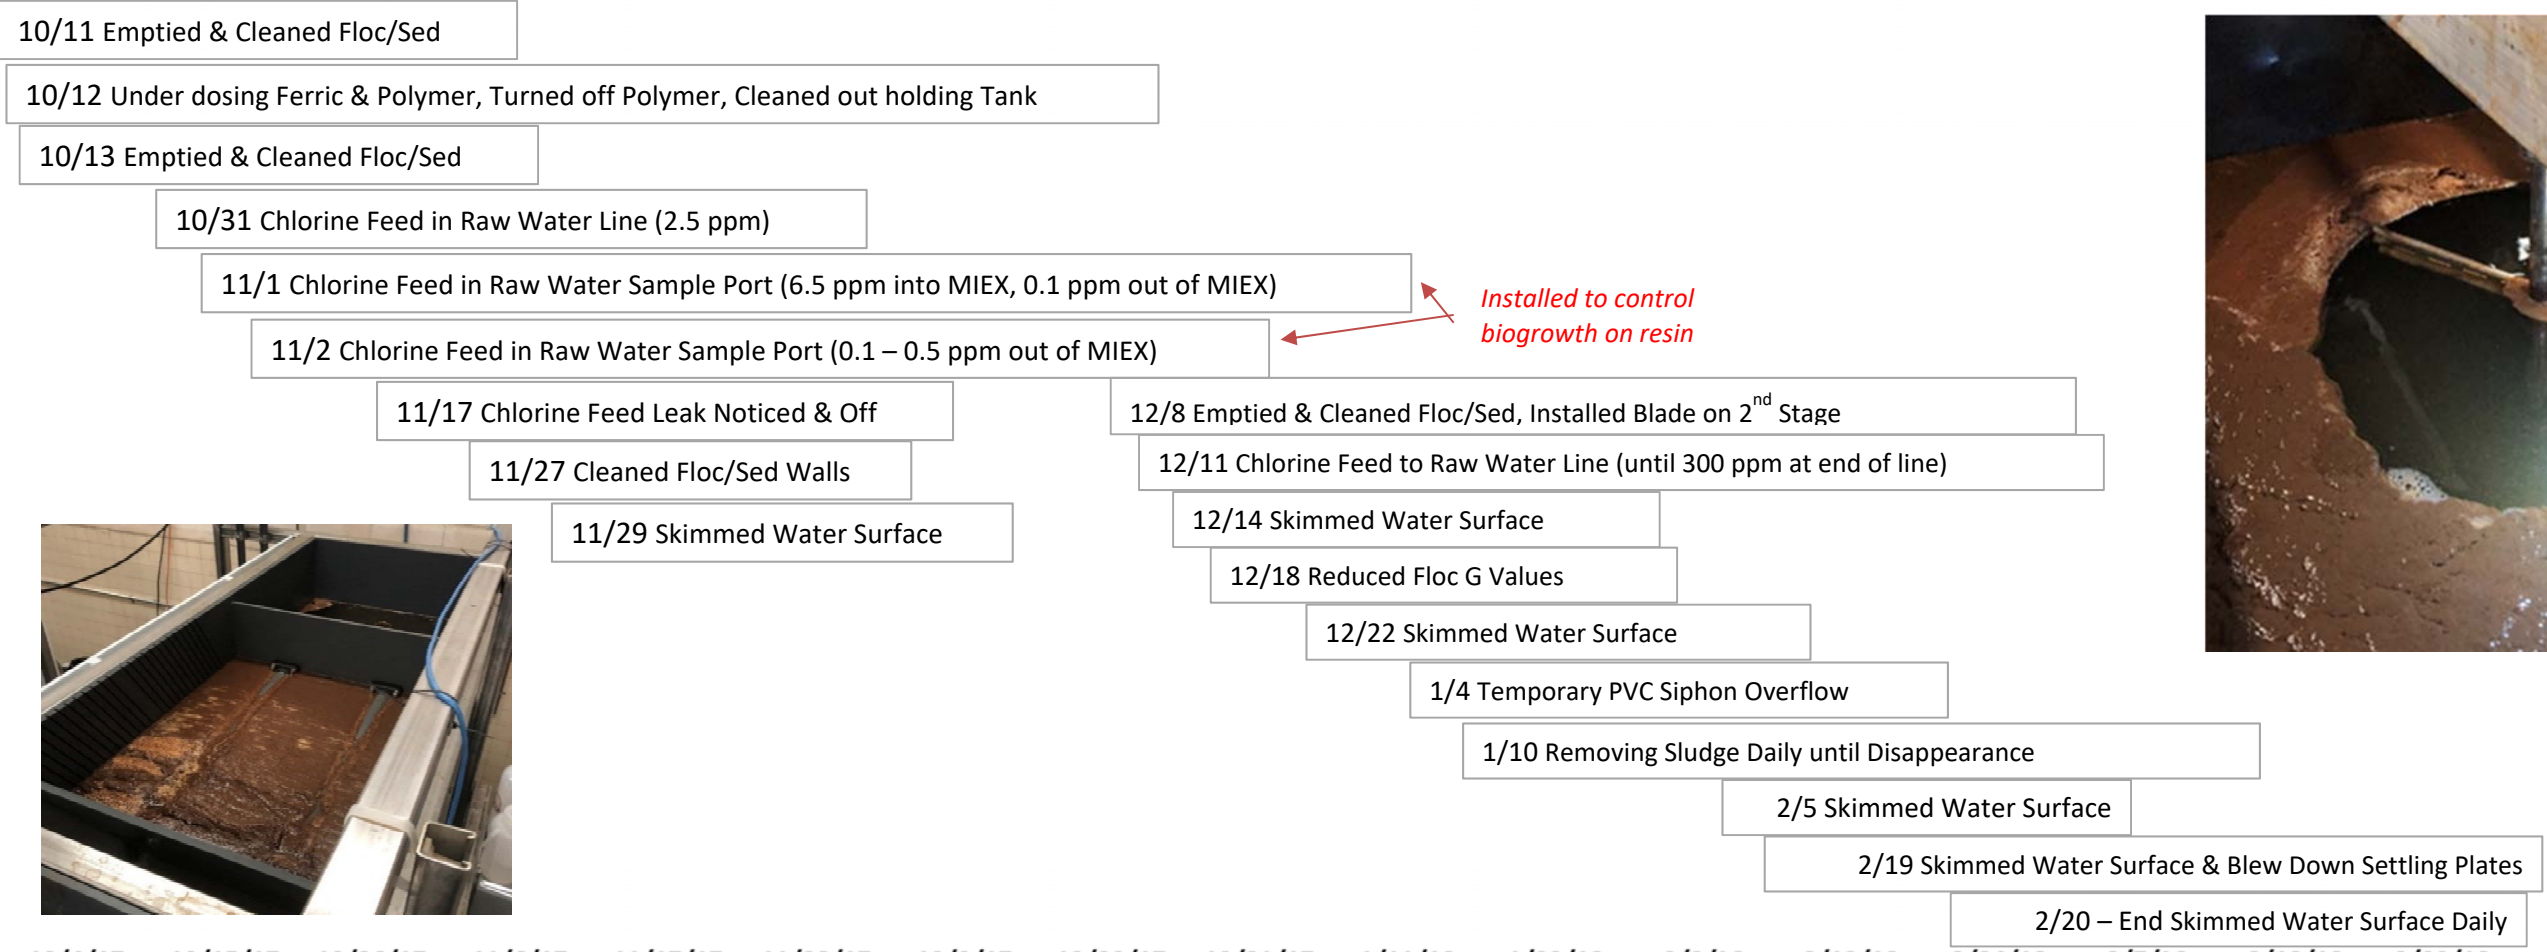 10/11 Emptied & Cleaned Floc/Sed
10/12 Under dosing Ferric & Polymer, Turned off Polymer, Cleaned out holding Tank
10/13 Emptied & Cleaned Floc/Sed
10/31 Chlorine Feed in Raw Water Line (2.5 ppm)
11/1 Chlorine Feed in Raw Water Sample Port (6.5 ppm into MIEX, 0.1 ppm out of MIEX)
Installed to control
biogrowth on resin
11/2 Chlorine Feed in Raw Water Sample Port (0.1 – 0.5 ppm out of MIEX)
11/17 Chlorine Feed Leak Noticed & Off
12/8 Emptied & Cleaned Floc/Sed, Installed Blade on 2nd Stage
11/27 Cleaned Floc/Sed Walls
12/11 Chlorine Feed to Raw Water Line (until 300 ppm at end of line)
11/29 Skimmed Water Surface
12/14 Skimmed Water Surface
12/18 Reduced Floc G Values
12/22 Skimmed Water Surface
1/4 Temporary PVC Siphon Overflow
1/10 Removing Sludge Daily until Disappearance
2/5 Skimmed Water Surface
2/19 Skimmed Water Surface & Blew Down Settling Plates
2/20 – End Skimmed Water Surface Daily